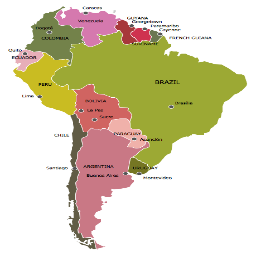 Caracas
VENEZUELA
Bogotá
COLOMBIA
GUYANA
Georgetown
Paramaribo
Cayenne
SURINAME
FRENCH GUIANA
Quito
ECUADOR
PERU
Lima
BRAZIL
Brasilia
BOLIVIA
La Paz
Sucre
PARAGUAY
Asunción
CHILE
Santiago
ARGENTINA
Buenos Aires
URUGUAY
Montevideo